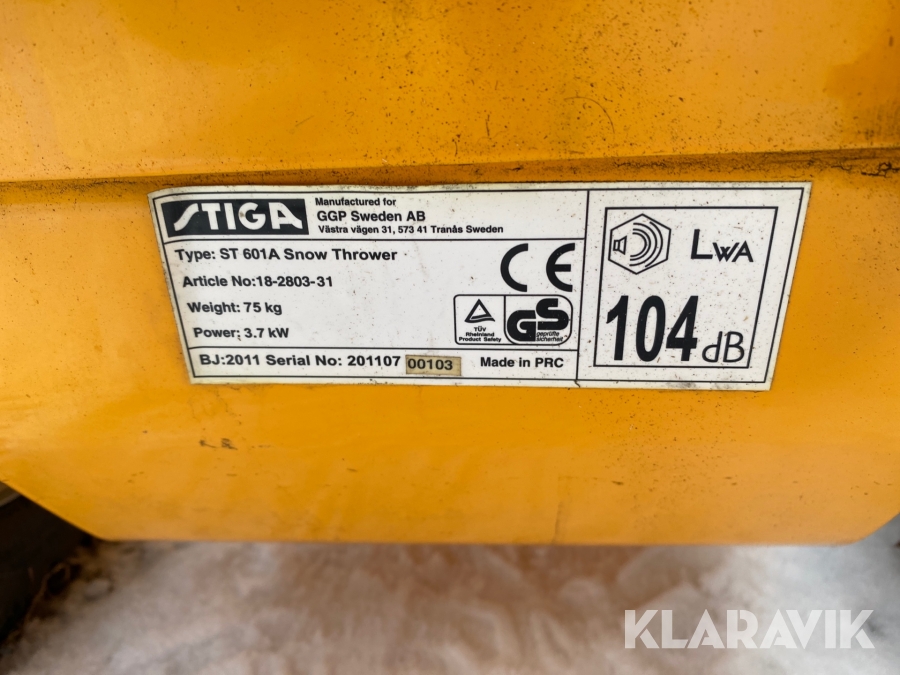 STIGA
Manufactured for
GGP Sweden AB
Västra vägen 31, 573 41 Tranås Sweden
Type: ST 601A Snow Thrower
Article No:18-2803-31
Weight: 75 kg
Power: 3.7 kW
CE
TÜV
Rheinland
Product Safety
GS
geprüfte
Sicherheit
BJ:2011 Serial No: 201107 00103 Made in PRC
LWA
104 dB
KLARAVIK